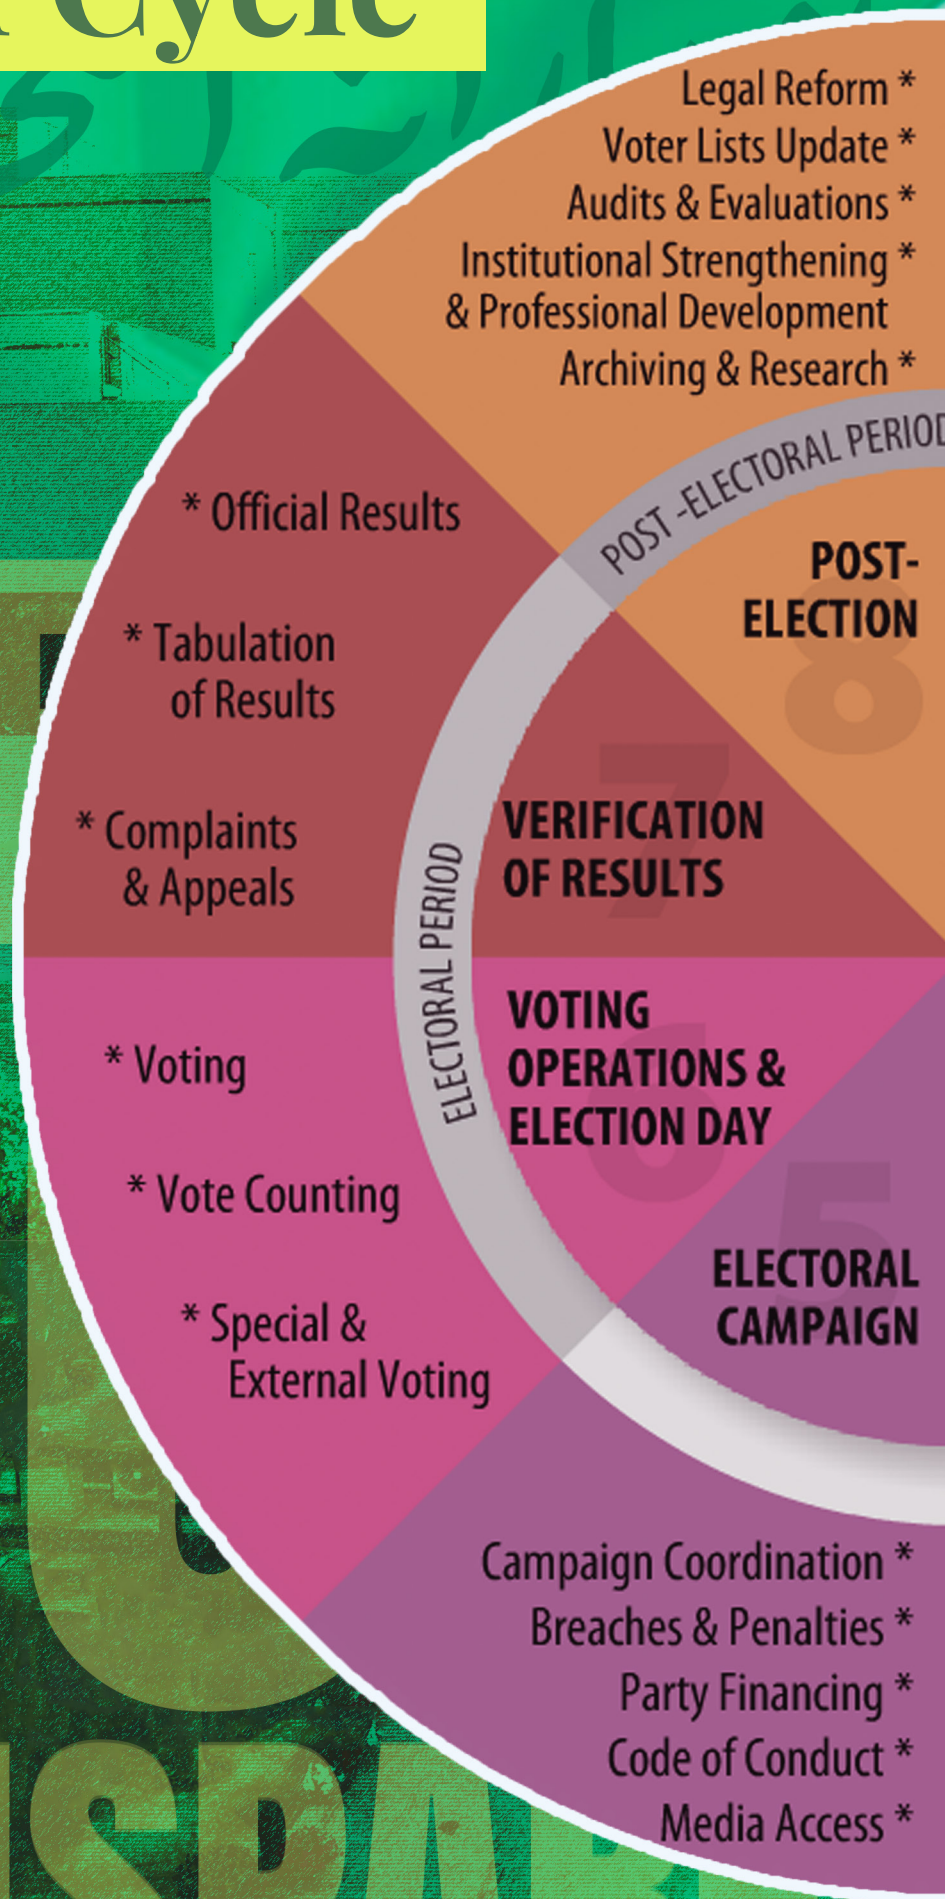 Cycle
Legal Reform *
Voter Lists Update *
Audits & Evaluations *
Institutional Strengthening *
& Professional Development
Archiving & Research *
POST -ELECTORAL PERIOD
POST-
ELECTION
8
* Official Results
* Tabulation
of Results
* Complaints
& Appeals
7
VERIFICATION
OF RESULTS
ELECTORAL PERIOD
VOTING
OPERATIONS &
ELECTION DAY
6
* Voting
* Vote Counting
* Special &
External Voting
5
ELECTORAL
CAMPAIGN
Campaign Coordination *
Breaches & Penalties *
Party Financing *
Code of Conduct *
Media Access *